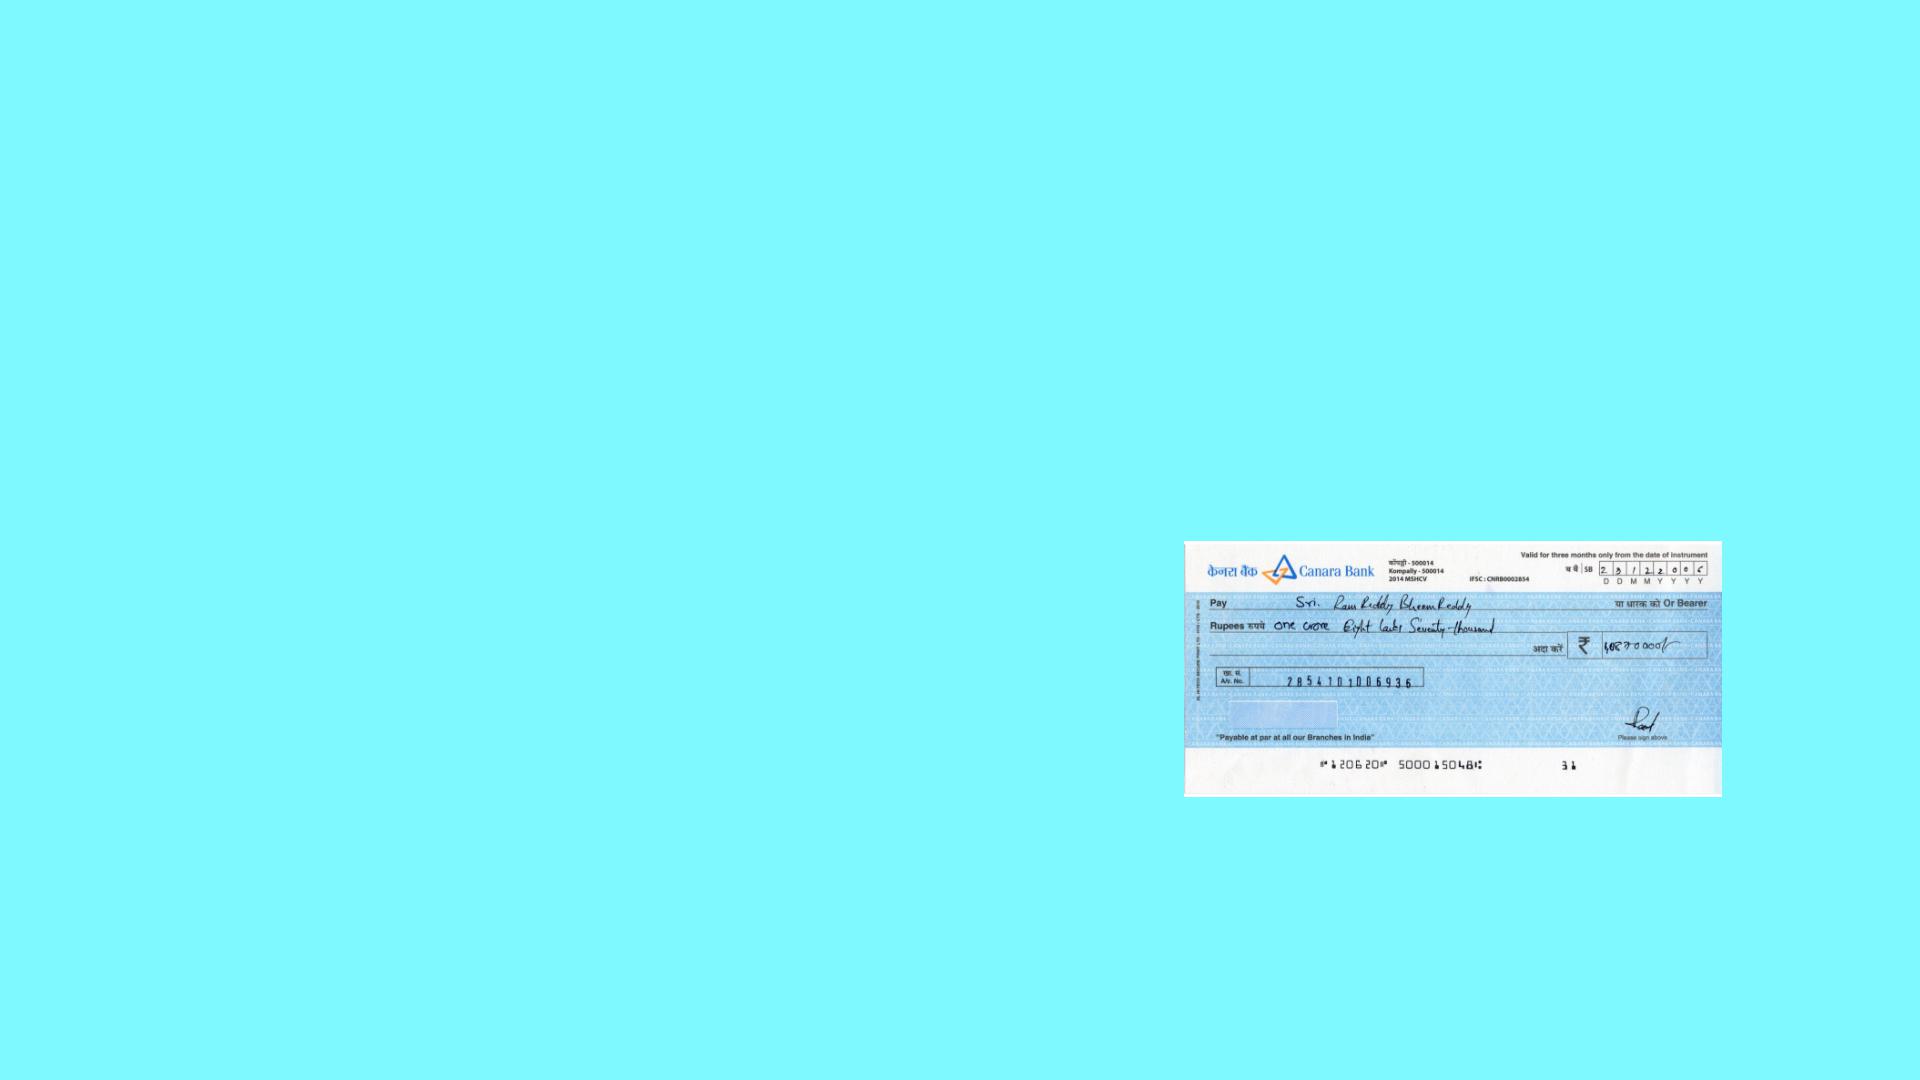 Valid for three months only from the date of instrument
केनरा बैंक Canara Bank
कोंपल्ली - 500014
Kompally - 500014
2014 MSHCV
IFSC : CNRB0002854
ब बैं SB 2 3 1 2 2 0 0
D D M M Y Y Y Y
Pay Sri. Ram Reddy Bheem Reddy या धारक को Or Bearer
Rupees रुपये One crore Eight Lacks Seventy-thousand
अदा करें ₹ 10870000/-
खा. सं.
A/c. No. 2854101006936
"Payable at par at all our Branches in India"
Please sign above
⑈120620⑈ 500015048⑆ 31